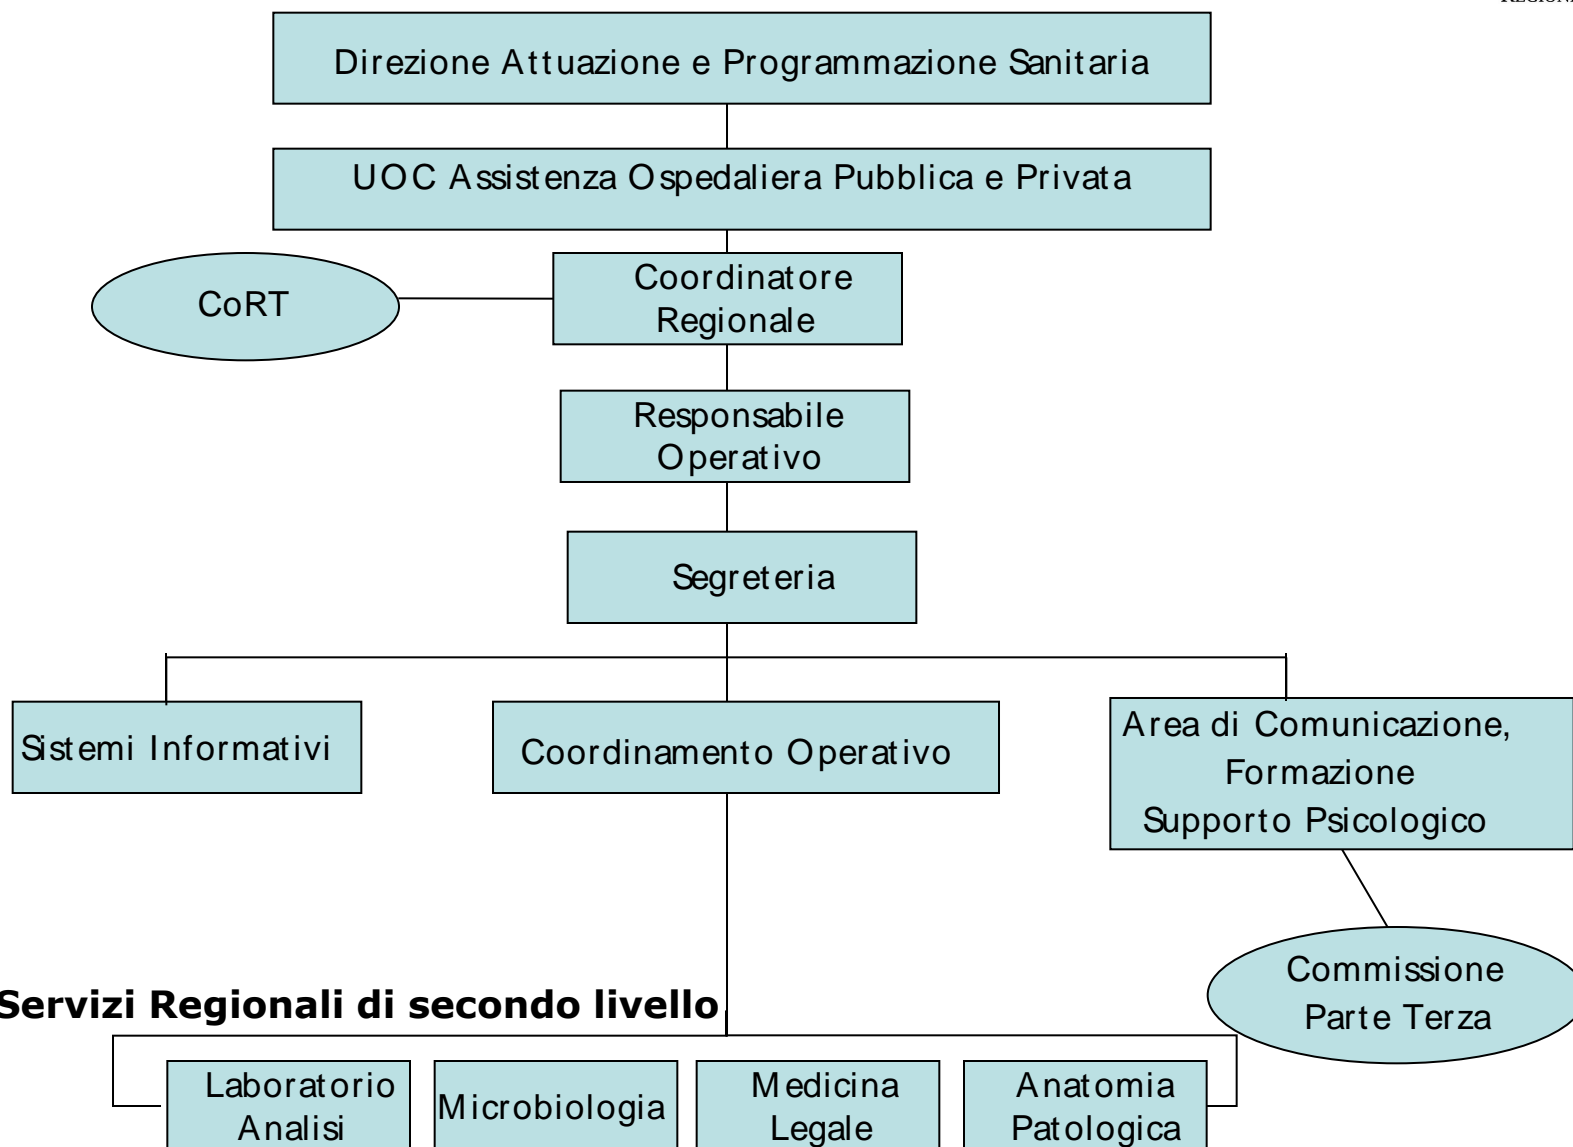 Direzione Attuazione e Programmazione Sanitaria
UOC Assistenza Ospedaliera Pubblica e Privata
CoRT
Coordinatore
Regionale
Responsabile
Operativo
Segreteria
Sistemi Informativi
Coordinamento Operativo
Area di Comunicazione,
Formazione
Supporto Psicologico
Commissione
Parte Terza
Servizi Regionali di secondo livello
Laboratorio
Analisi
Microbiologia
Medicina
Legale
Anatomia
Patologica